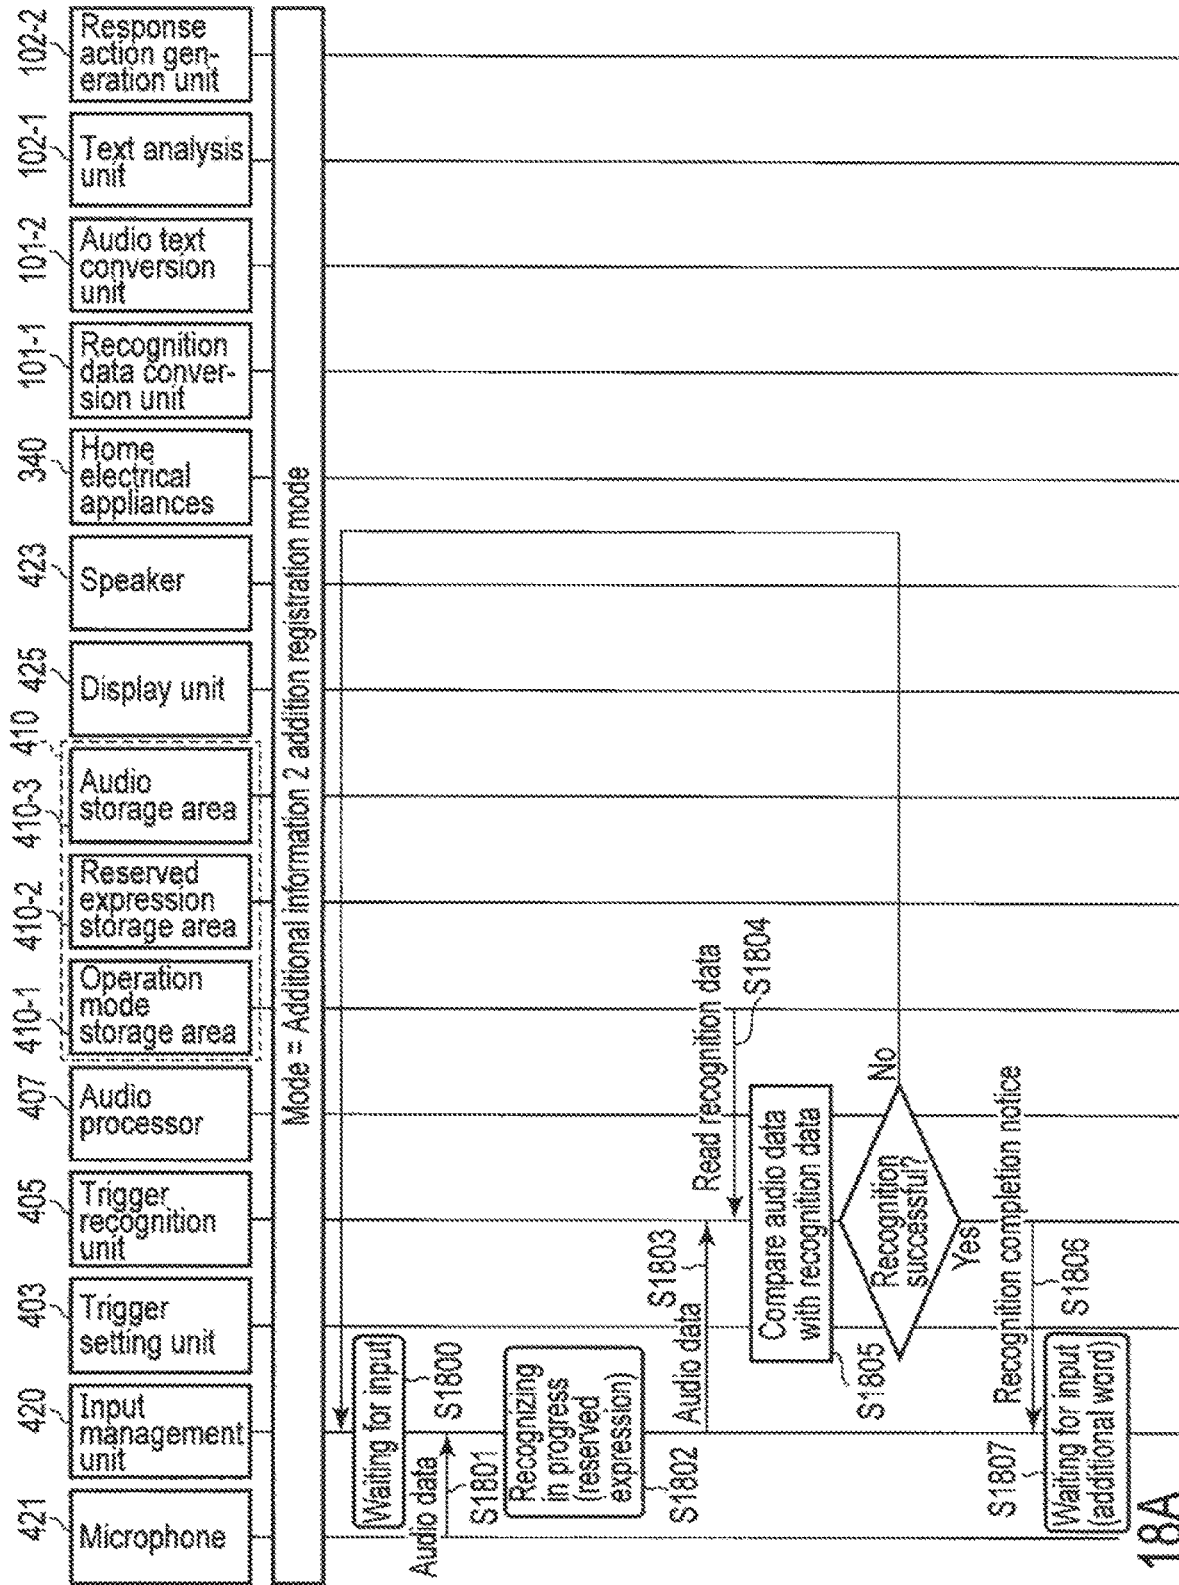 421
Microphone
420
Input
management
unit
403
Trigger
setting unit
405
Trigger
recognition
unit
407
Audio
processor
410-1
Operation
mode
storage area
410-2
Reserved
expression
storage area
410-3
Audio
storage area
410
425
Display unit
423
Speaker
340
Home
electrical
appliances
101-1
Recognition
data conver-
sion unit
101-2
Audio text
conversion
unit
102-1
Text analysis
unit
102-2
Response
action gen-
eration unit
Mode = Additional information 2 addition registration mode
Waiting for input
S1800
Audio data
S1801
Recognizing
in progress
(reserved
expression)
S1802
Audio data
S1803
Read recognition data
S1804
Compare audio data
with recognition data
S1805
Recognition
successful?
No
Yes
Recognition completion notice
S1806
S1807
Waiting for input
(additional word)
18A